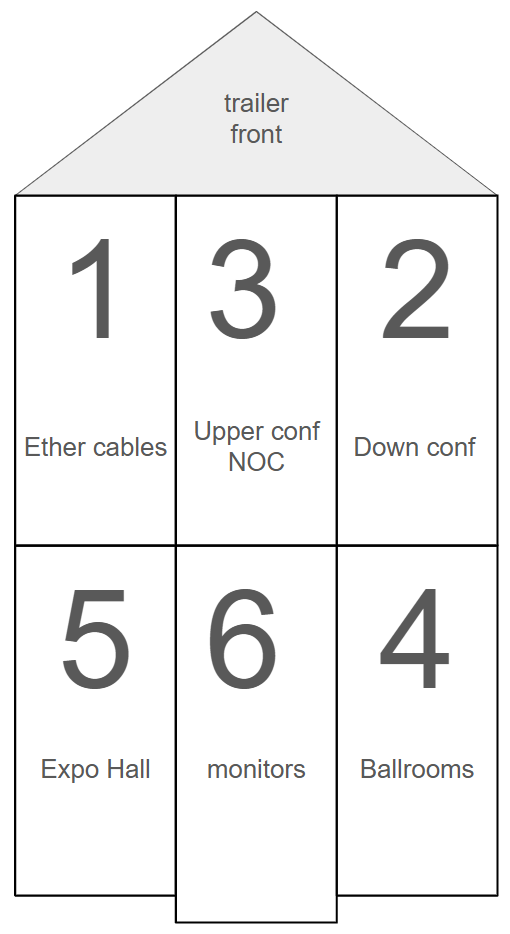 trailer
front
1
3
2
Ether cables
Upper conf
NOC
Down conf
5
6
4
Expo Hall
monitors
Ballrooms